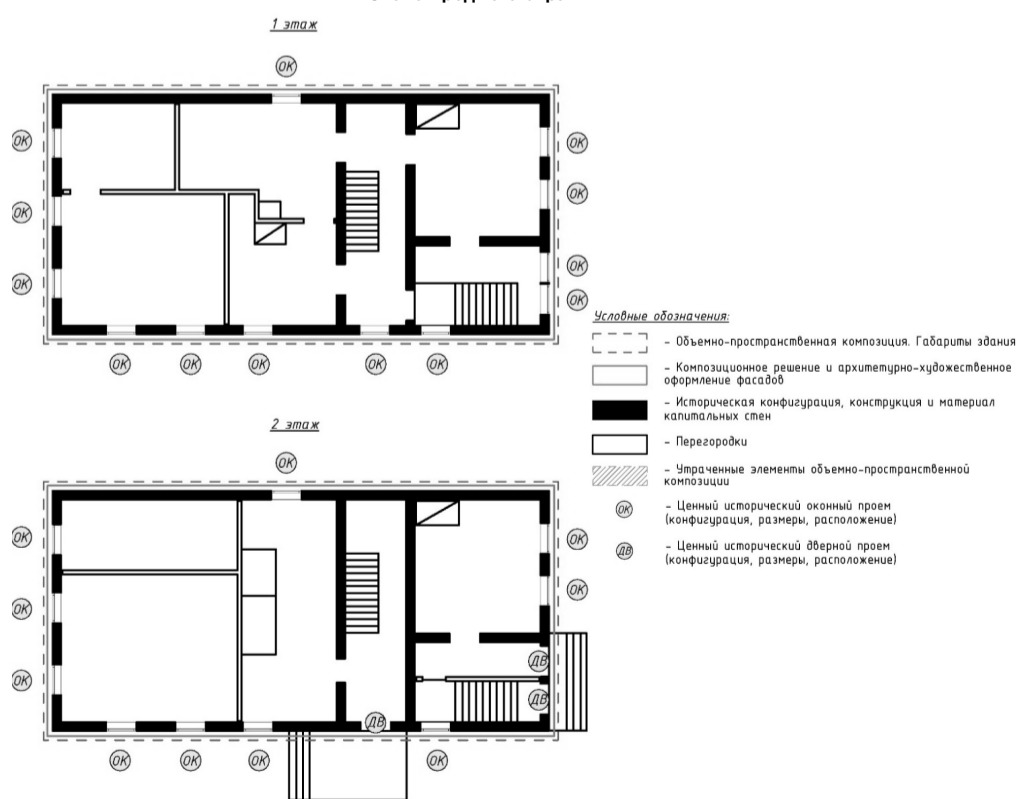 1 этаж
ОК
ОК ОК
ОК ОК
ОК
ОК ОК
ОК ОК ОК ОК ОК
Условные обозначения:
- Объемно-пространственная композиция. Габариты здания
- Композиционное решение и архитектурно-художественное
оформление фасадов
- Историческая конфигурация, конструкция и материал
капитальных стен
- Перегородки
- Утраченные элементы объемно-пространственной
композиции
ОК - Ценный исторический оконный проем
(конфигурация, размеры, расположение)
ДВ - Ценный исторический дверной проем
(конфигурация, размеры, расположение)
2 этаж
ОК
ОК ОК
ОК ОК
ДВ
ОК ДВ
ДВ
ОК ОК ОК ОК